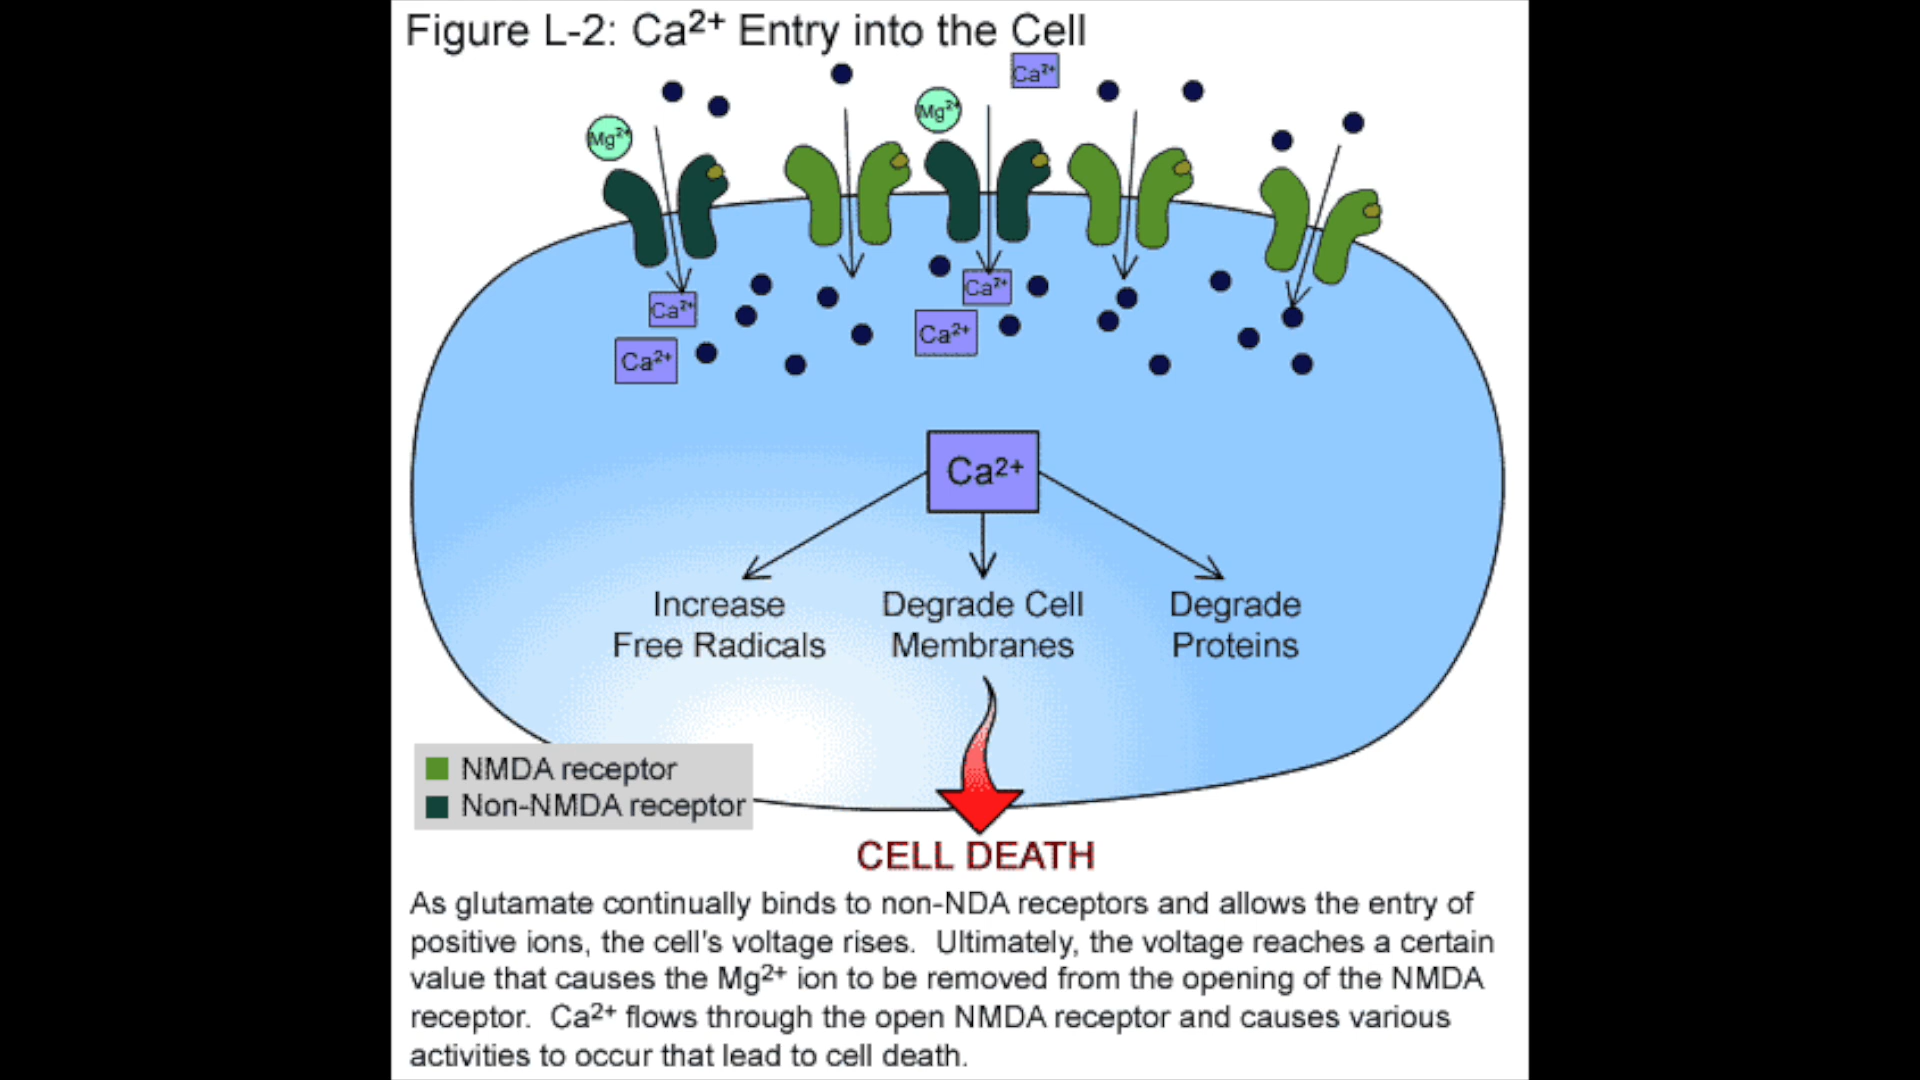 Figure L-2: Ca²⁺ Entry into the Cell
Ca²⁺
Mg²⁺
Mg²⁺
Ca²⁺
Ca²⁺
Ca²⁺
Ca²⁺
Ca²⁺
Increase
Free Radicals
Degrade Cell
Membranes
Degrade
Proteins
NMDA receptor
Non-NMDA receptor
CELL DEATH
As glutamate continually binds to non-NDA receptors and allows the entry of
positive ions, the cell's voltage rises. Ultimately, the voltage reaches a certain
value that causes the Mg²⁺ ion to be removed from the opening of the NMDA
receptor. Ca²⁺ flows through the open NMDA receptor and causes various
activities to occur that lead to cell death.